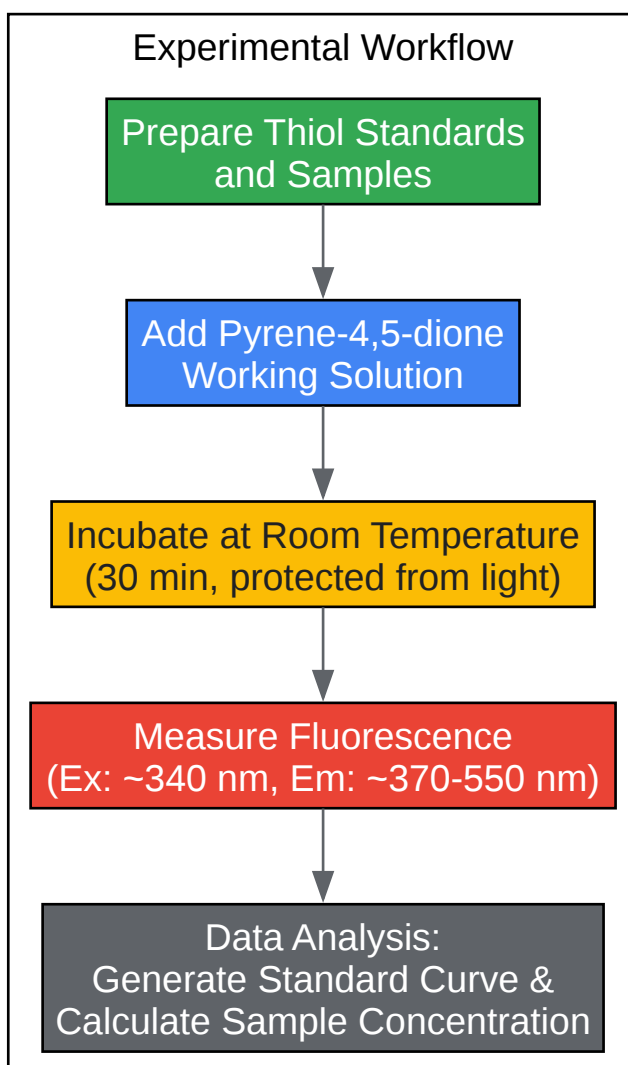 Experimental Workflow
Prepare Thiol Standards
and Samples
Add Pyrene-4,5-dione
Working Solution
Incubate at Room Temperature
(30 min, protected from light)
Measure Fluorescence
(Ex: ~340 nm, Em: ~370-550 nm)
Data Analysis:
Generate Standard Curve &
Calculate Sample Concentration